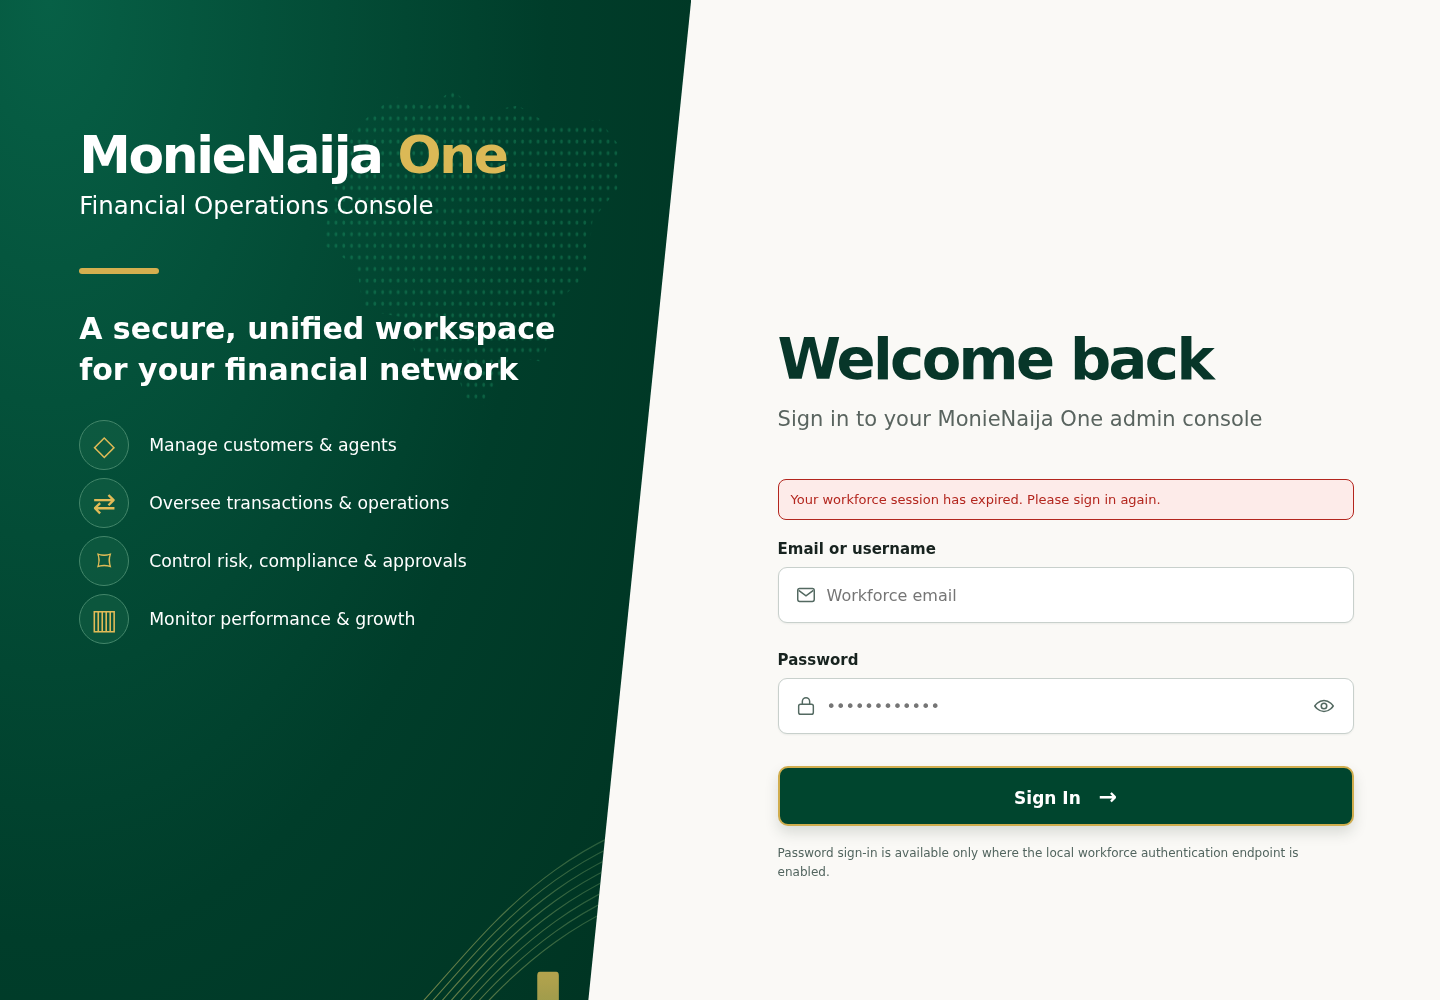 MonieNaija One
Financial Operations Console
A secure, unified workspace
for your financial network
Manage customers & agents
Oversee transactions & operations
Control risk, compliance & approvals
Monitor performance & growth
Welcome back
Sign in to your MonieNaija One admin console
Your workforce session has expired. Please sign in again.
Email or username
Workforce email
Password
••••••••••••
Sign In →
Password sign-in is available only where the local workforce authentication endpoint is
enabled.